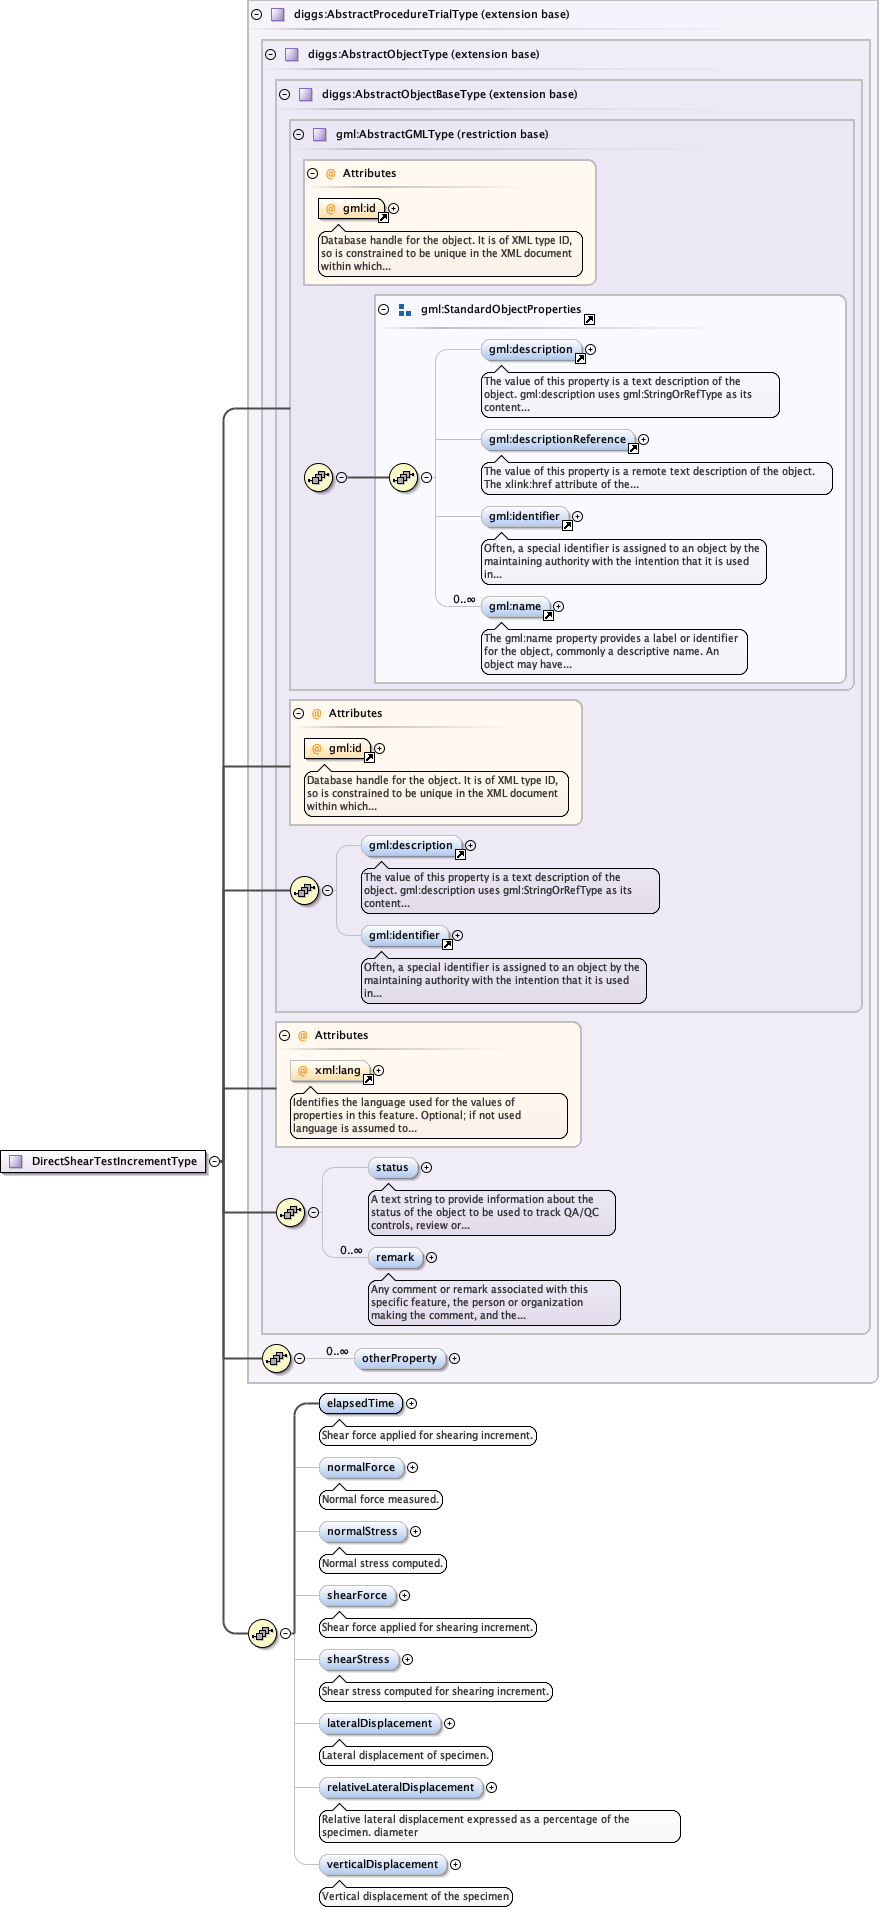 diggs:AbstractProcedureTrialType (extension base)
diggs:AbstractObjectType (extension base)
diggs:AbstractObjectBaseType (extension base)
gml:AbstractGMLType (restriction base)
@ Attributes
@ gml:id
Database handle for the object. It is of XML type ID,
so is constrained to be unique in the XML document
within which...
gml:StandardObjectProperties
gml:description
The value of this property is a text description of the
object. gml:description uses gml:StringOrRefType as its
content...
gml:descriptionReference
The value of this property is a remote text description of the object.
The xlink:href attribute of the...
gml:identifier
Often, a special identifier is assigned to an object by the
maintaining authority with the intention that it is used
in...
0..∞ gml:name
The gml:name property provides a label or identifier
for the object, commonly a descriptive name. An
object may have...
@ Attributes
@ gml:id
Database handle for the object. It is of XML type ID,
so is constrained to be unique in the XML document
within which...
gml:description
The value of this property is a text description of the
object. gml:description uses gml:StringOrRefType as its
content...
gml:identifier
Often, a special identifier is assigned to an object by the
maintaining authority with the intention that it is used
in...
@ Attributes
@ xml:lang
Identifies the language used for the values of
properties in this feature. Optional; if not used
language is assumed to...
DirectShearTestIncrementType
status
A text string to provide information about the
status of the object to be used to track QA/QC
controls, review or...
0..∞ remark
Any comment or remark associated with this
specific feature, the person or organization
making the comment, and the...
0..∞ otherProperty
elapsedTime
Shear force applied for shearing increment.
normalForce
Normal force measured.
normalStress
Normal stress computed.
shearForce
Shear force applied for shearing increment.
shearStress
Shear stress computed for shearing increment.
lateralDisplacement
Lateral displacement of specimen.
relativeLateralDisplacement
Relative lateral displacement expressed as a percentage of the
specimen. diameter
verticalDisplacement
Vertical displacement of the specimen